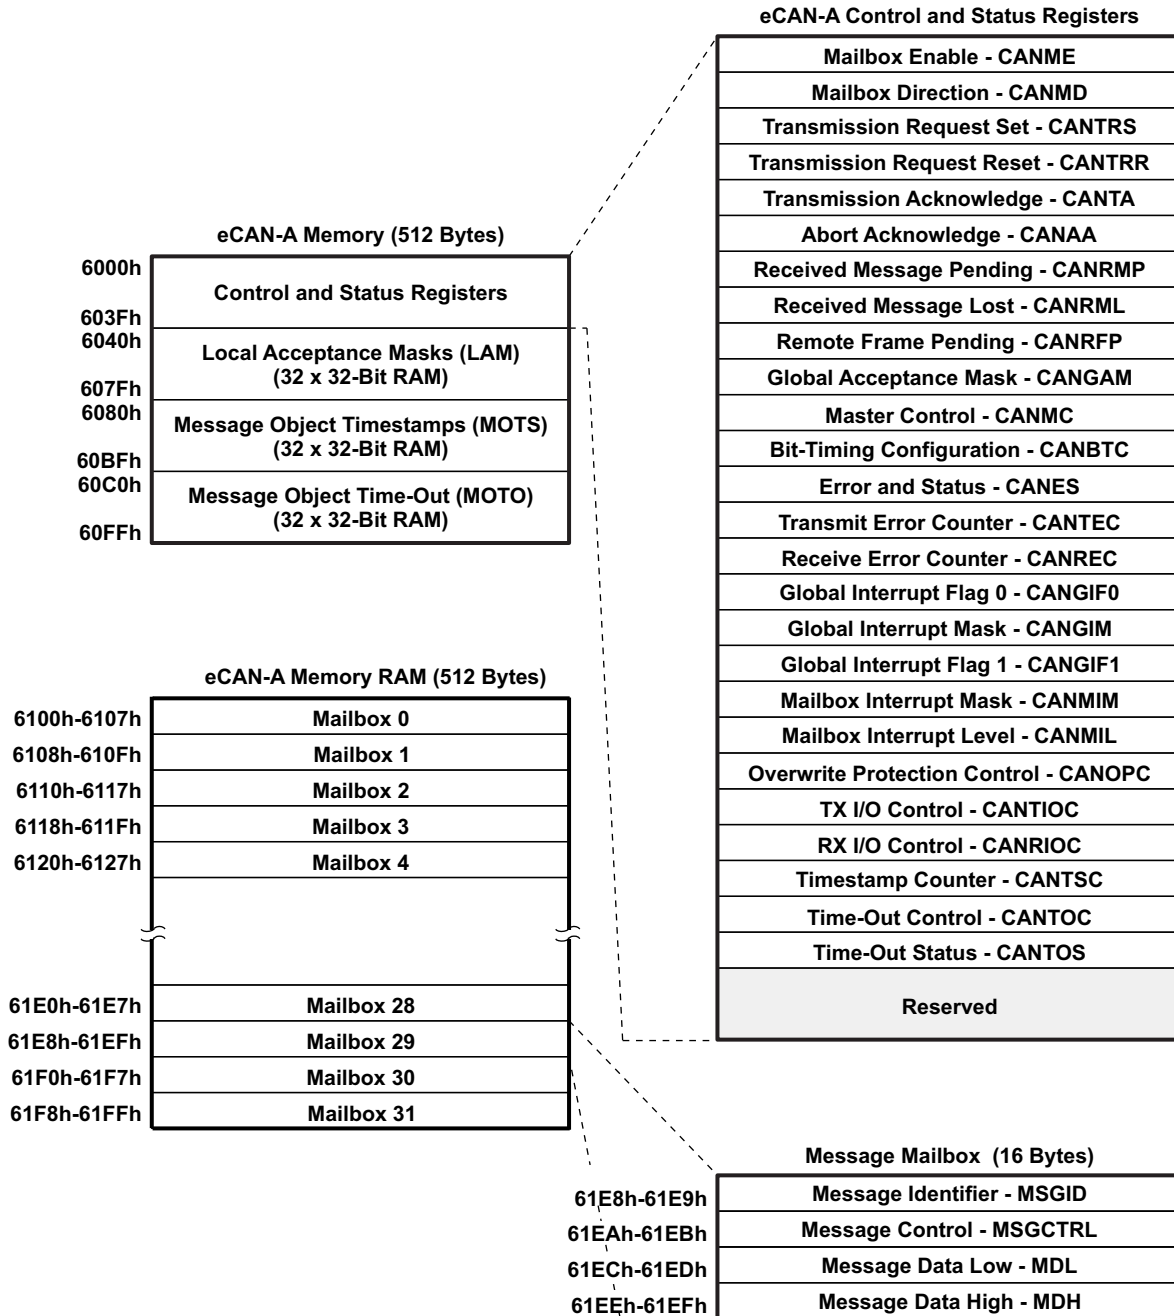 eCAN-A Control and Status Registers
Mailbox Enable - CANME
Mailbox Direction - CANMD
Transmission Request Set - CANTRS
Transmission Request Reset - CANTRR
Transmission Acknowledge - CANTA
Abort Acknowledge - CANAA
Received Message Pending - CANRMP
Received Message Lost - CANRML
Remote Frame Pending - CANRFP
Global Acceptance Mask - CANGAM
Master Control - CANMC
Bit-Timing Configuration - CANBTC
Error and Status - CANES
Transmit Error Counter - CANTEC
Receive Error Counter - CANREC
Global Interrupt Flag 0 - CANGIF0
Global Interrupt Mask - CANGIM
Global Interrupt Flag 1 - CANGIF1
Mailbox Interrupt Mask - CANMIM
Mailbox Interrupt Level - CANMIL
Overwrite Protection Control - CANOPC
TX I/O Control - CANTIOC
RX I/O Control - CANRIOC
Timestamp Counter - CANTSC
Time-Out Control - CANTOC
Time-Out Status - CANTOS
Reserved
eCAN-A Memory (512 Bytes)
6000h
Control and Status Registers
603Fh
6040h
Local Acceptance Masks (LAM)
(32 x 32-Bit RAM)
607Fh
6080h
Message Object Timestamps (MOTS)
(32 x 32-Bit RAM)
60BFh
60C0h
Message Object Time-Out (MOTO)
(32 x 32-Bit RAM)
60FFh
eCAN-A Memory RAM (512 Bytes)
6100h-6107h Mailbox 0
6108h-610Fh Mailbox 1
6110h-6117h Mailbox 2
6118h-611Fh Mailbox 3
6120h-6127h Mailbox 4
61E0h-61E7h Mailbox 28
61E8h-61EFh Mailbox 29
61F0h-61F7h Mailbox 30
61F8h-61FFh Mailbox 31
Message Mailbox (16 Bytes)
61E8h-61E9h Message Identifier - MSGID
61EAh-61EBh Message Control - MSGCTRL
61ECh-61EDh Message Data Low - MDL
61EEh-61EFh Message Data High - MDH